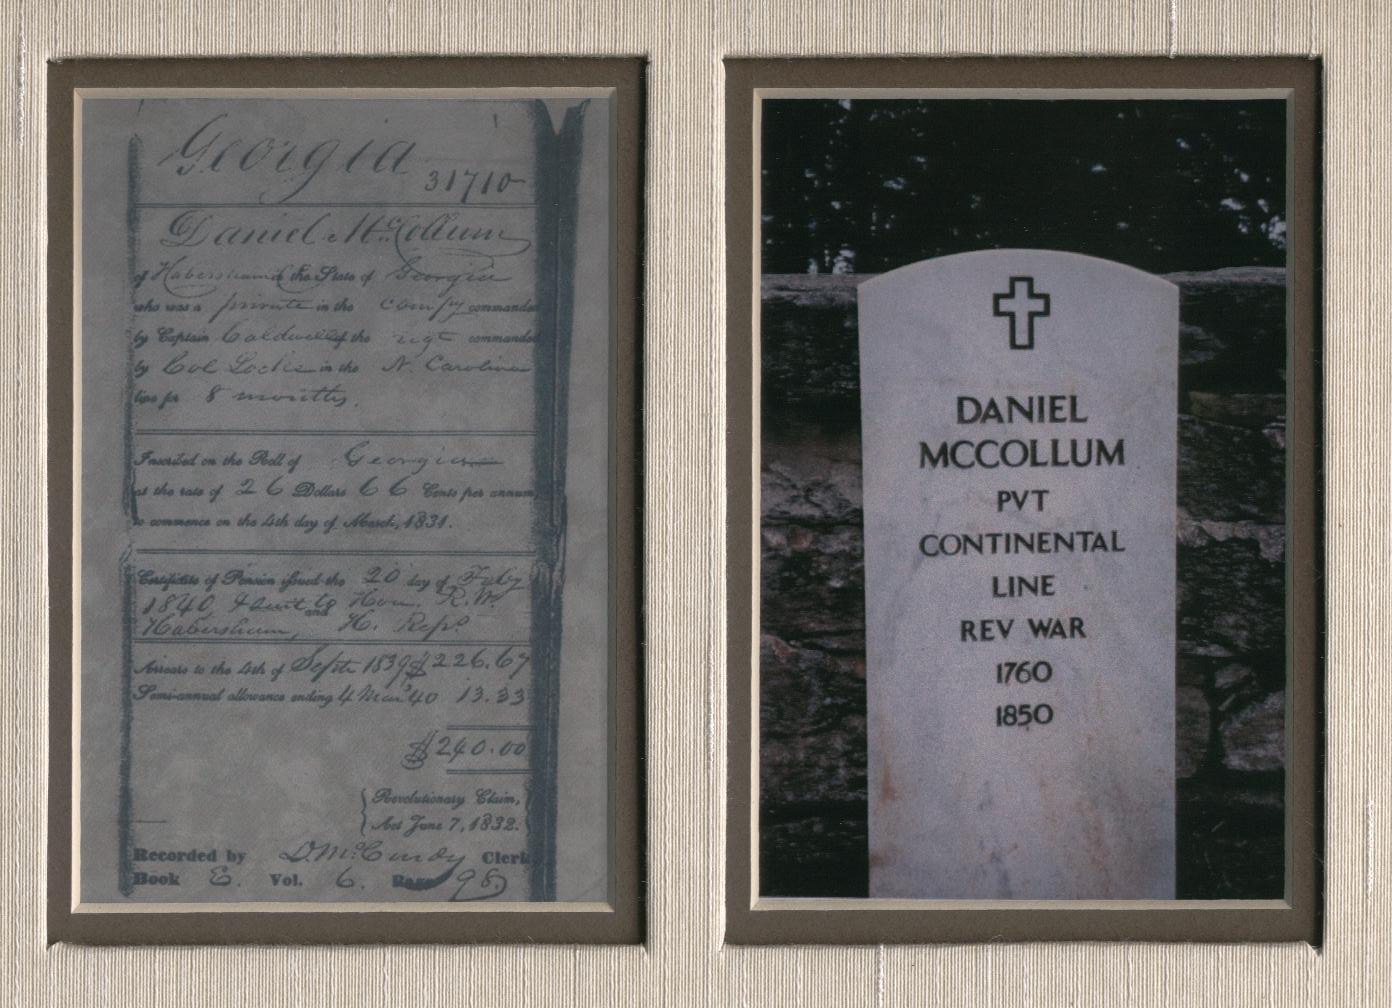 Georgia
31710
Daniel McCollum
of Habersham in the State of Georgia
who was a private in the compy commanded
by Captain Caldwell of the regt commanded
by Col Locke in the N Carolina
line for 8 months.
Inscribed on the Roll of Georgia
at the rate of 26 Dollars 66 Cents per annum,
to commence on the 4th day of March, 1831.
Certificate of Pension issued the 20 day of Feby
1840, & sent to Hon. R. W.
Habersham, H. Reps.
Arrears to the 4th of Septr 1839 $226.67
Semi-annual allowance ending 4 Mar 40 13.33
$240.00
Revolutionary Claim,
Act June 7, 1832.
Recorded by D. McCurdy Clerk
Book E. Vol. 6. Page 98.
DANIEL
MCCOLLUM
PVT
CONTINENTAL
LINE
REV WAR
1760
1850